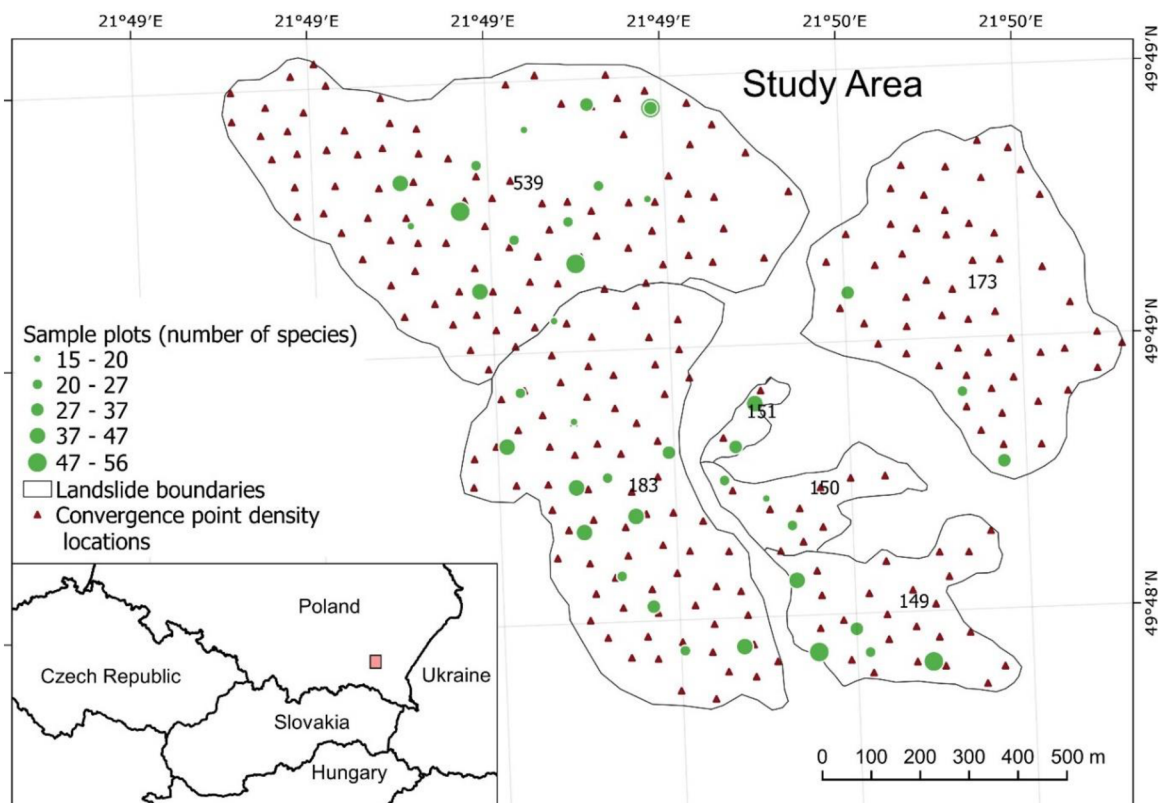 21°49′E 21°49′E 21°49′E 21°49′E 21°50′E 21°50′E
Study Area
49°49′N
539
173
49°49′N
Sample plots (number of species)
15 - 20
20 - 27
27 - 37
37 - 47
47 - 56
Landslide boundaries
Convergence point density
locations
151
183
150
149
49°48′N
Poland
Czech Republic
Ukraine
Slovakia
Hungary
0 100 200 300 400 500 m